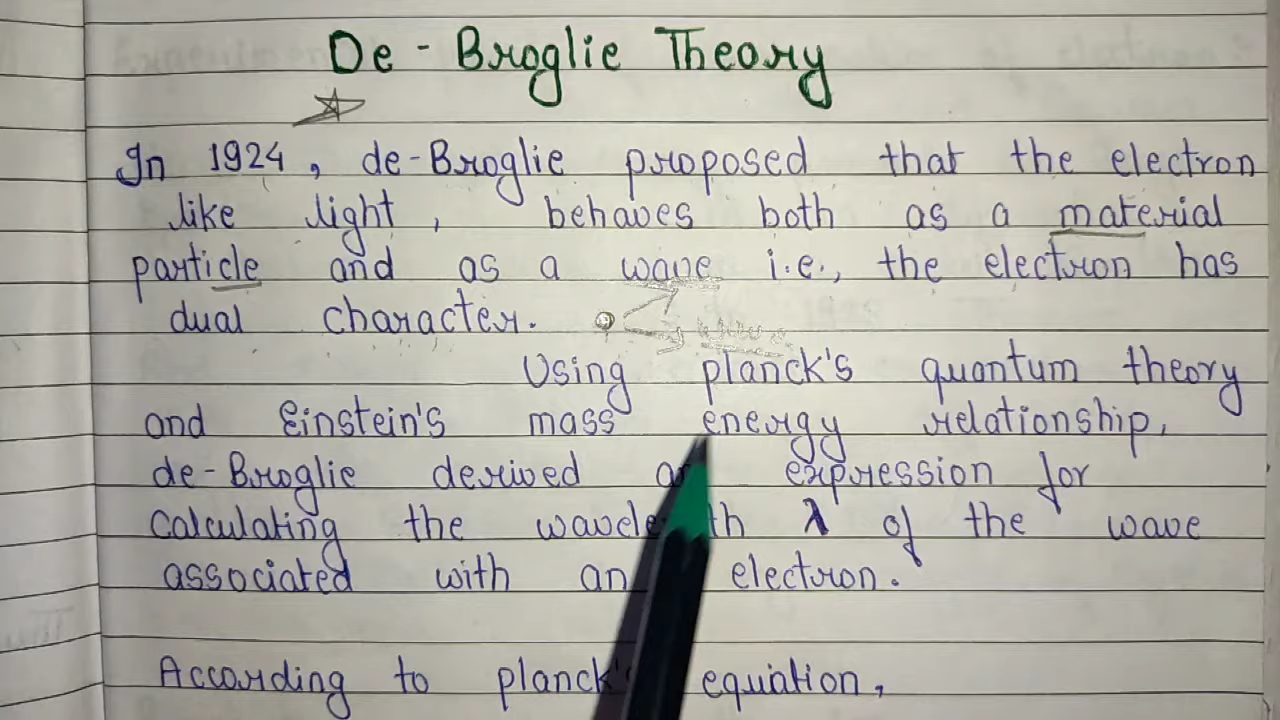 De - Broglie Theory
In 1924, de-Broglie proposed that the electron
like light, behaves both as a material
particle and as a wave i.e., the electron has
dual character.
Using planck's quantum theory
and Einstein's mass energy relationship,
de-Broglie derived expression for
calculating the λ of the wave
associated with an electron.
According to equation,